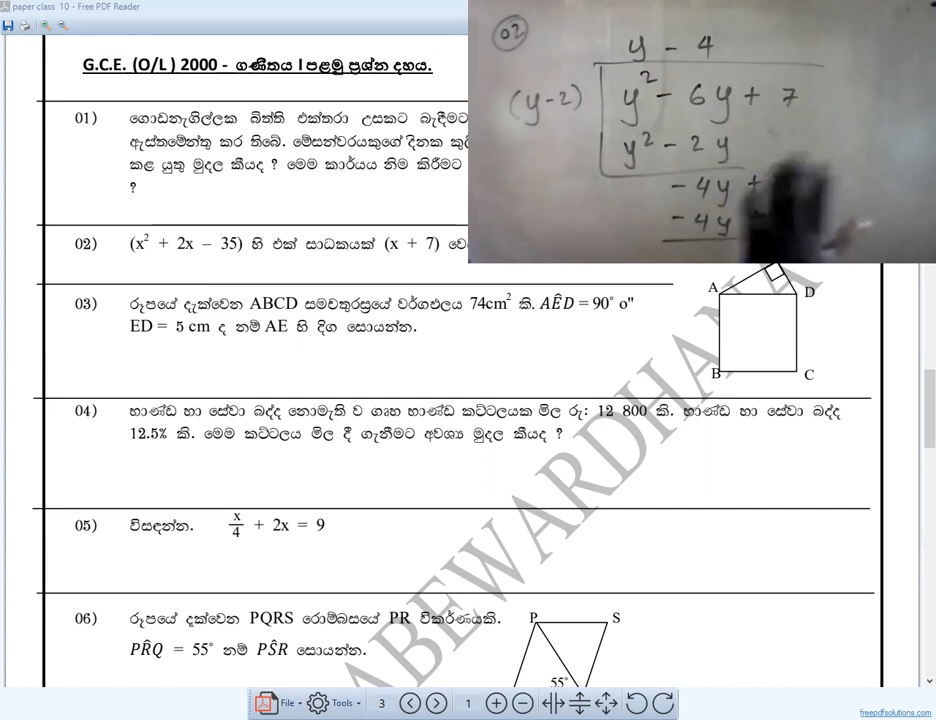 paper class 10 - Free PDF Reader
02
y - 4
(y-2) y² - 6y + 7
y² - 2y
- 4y +
- 4y
G.C.E. (O/L ) 2000 - ගණිතය I පළමු ප්‍රශ්න දහය.
01) ගොඩනැගිල්ලක බිත්ති එක්තරා උසකට බැඳීමට
ඇස්තමේන්තු කර තිබේ. මේසන්වරයකුගේ දිනක
කළ යුතු මුදල කීයද ? මෙම කාර්යය නිම කිරීමට
?
02) (x² + 2x – 35) හි එක් සාධකයක් (x + 7)
03) රූපයේ දැක්වෙන ABCD සමචතුරස්‍රයේ වර්ගඵලය 74cm² කි. AÊD = 90° o"
ED = 5 cm ද නම් AE හි දිග සොයන්න.
A D
B C
04) භාණ්ඩ හා සේවා බද්ද නොමැති ව ගෘහ භාණ්ඩ කට්ටලයක මිල රු: 12 800 කි. භාණ්ඩ හා සේවා බද්ද
12.5% කි. මෙම කට්ටලය මිල දී ගැනීමට අවශ්‍ය මුදල කීයද ?
05) විසඳන්න. x/4 + 2x = 9
06) රූපයේ දක්වෙන PQRS රොම්බසයේ PR විකර්ණයකි.
PR̂Q = 55° නම් PŜR සොයන්න.
P S
55°
ABEWARDHANA
File Tools 3 1
freepdfsolutions.com